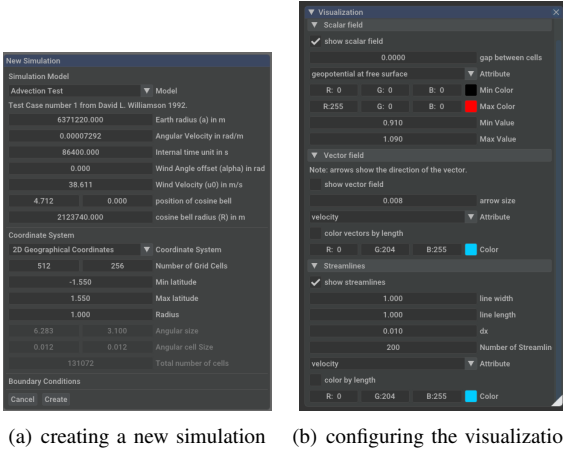 New Simulation
Simulation Model
Advection Test ▼ Model
Test Case number 1 from David L. Williamson 1992.
6371220.000 Earth radius (a) in m
0.00007292 Angular Velocity in rad/m
86400.000 Internal time unit in s
0.000 Wind Angle offset (alpha) in rad
38.611 Wind Velocity (u0) in m/s
4.712 0.000 position of cosine bell
2123740.000 cosine bell radius (R) in m
Coordinate System
2D Geographical Coordinates ▼ Coordinate System
512 256 Number of Grid Cells
-1.550 Min latitude
1.550 Max latitude
1.000 Radius
6.283 3.100 Angular size
0.012 0.012 Angular cell Size
131072 Total number of cells
Boundary Conditions
Cancel Create
(a) creating a new simulation
▼ Visualization ×
▼ Scalar field
✓ show scalar field
0.0000 gap between cells
geopotential at free surface ▼ Attribute
R: 0 G: 0 B: 0 Min Color
R:255 G: 0 B: 0 Max Color
0.910 Min Value
1.090 Max Value
▼ Vector field
Note: arrows show the direction of the vector.
show vector field
0.008 arrow size
velocity ▼ Attribute
color vectors by length
R: 0 G:204 B:255 Color
▼ Streamlines
✓ show streamlines
1.000 line width
1.000 line length
0.010 dx
200 Number of Streamlin
velocity ▼ Attribute
color by length
R: 0 G:204 B:255 Color
(b) configuring the visualizatio